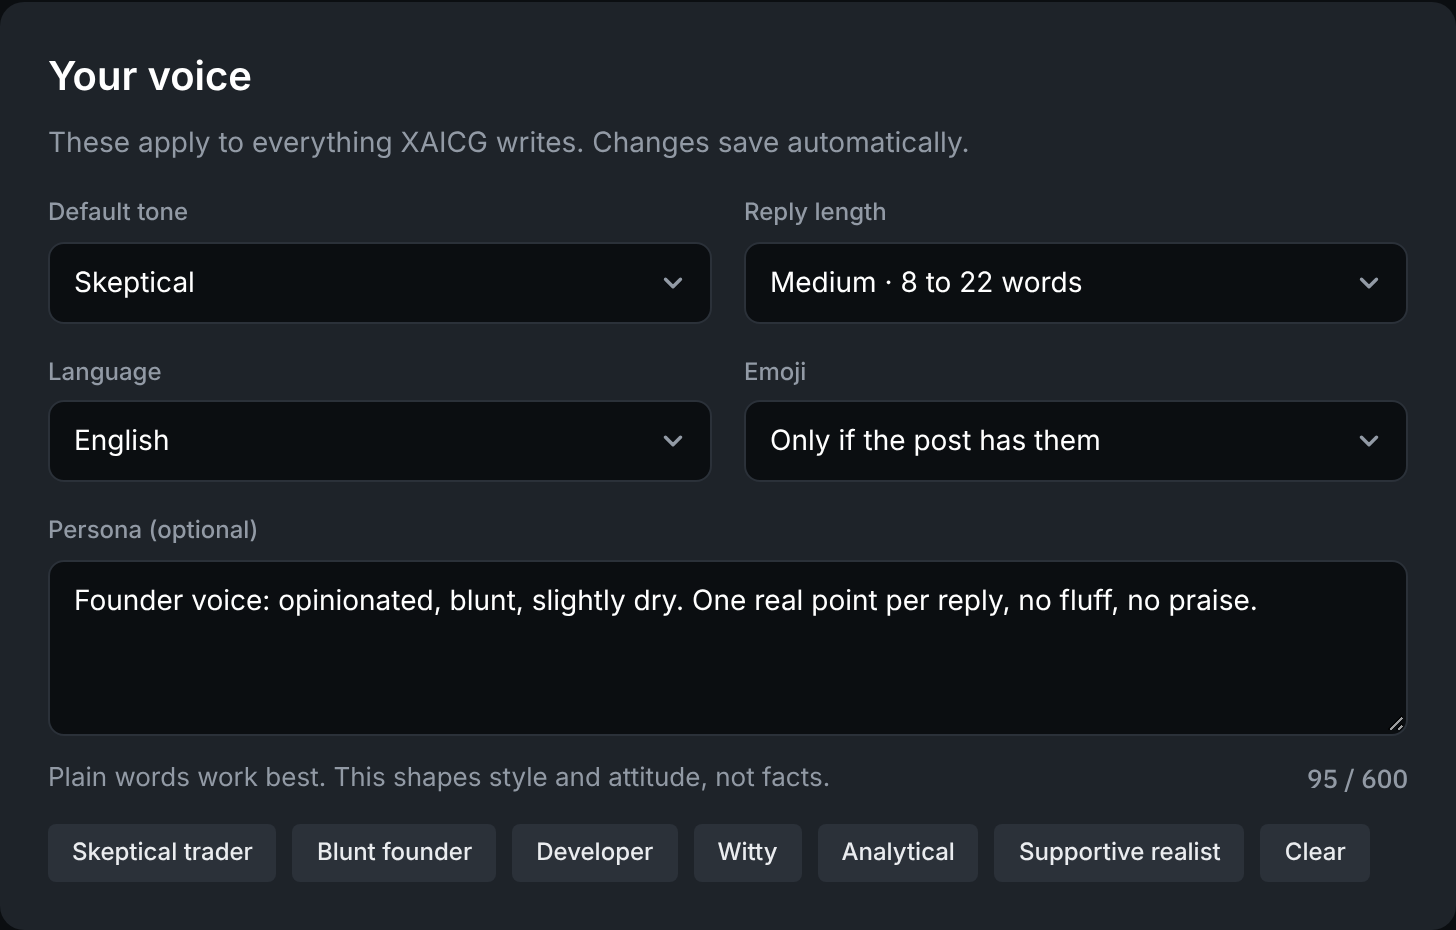 Your voice
These apply to everything XAICG writes. Changes save automatically.
Default tone
Reply length
Skeptical
Medium · 8 to 22 words
Language
Emoji
English
Only if the post has them
Persona (optional)
Founder voice: opinionated, blunt, slightly dry. One real point per reply, no fluff, no praise.
Plain words work best. This shapes style and attitude, not facts.
95 / 600
Skeptical trader
Blunt founder
Developer
Witty
Analytical
Supportive realist
Clear